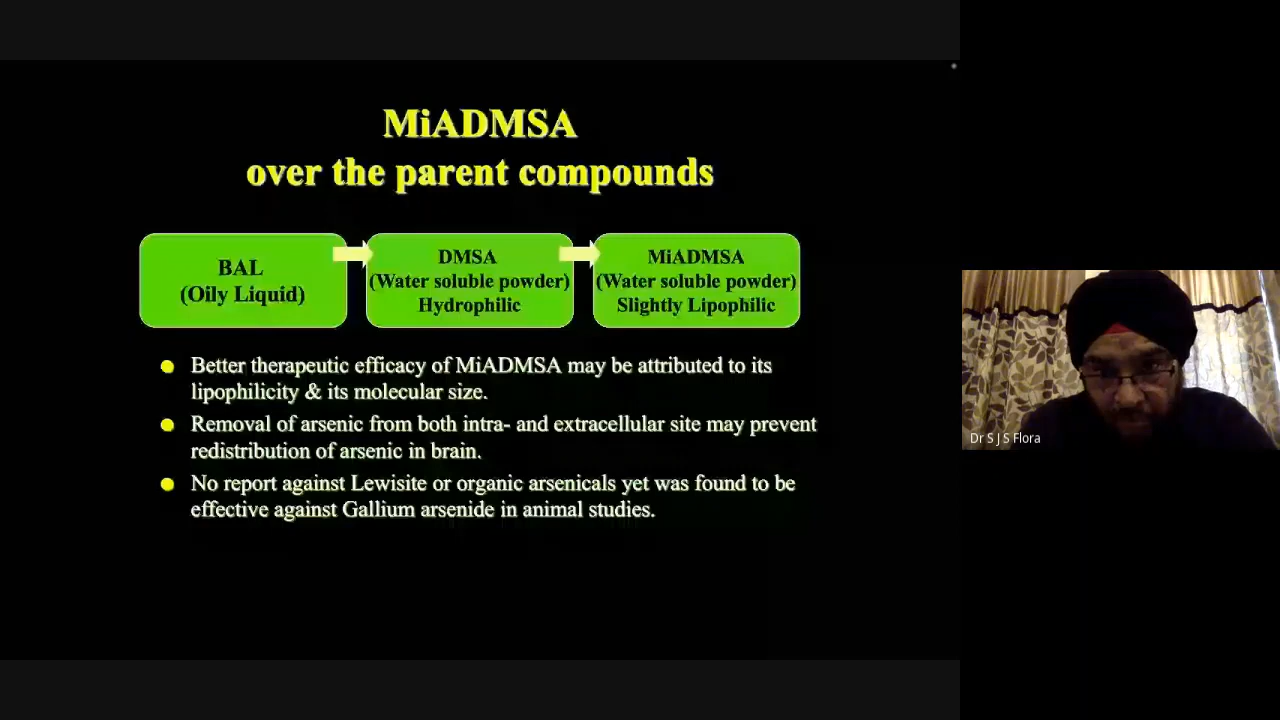 MiADMSA
over the parent compounds
BAL
(Oily Liquid)
DMSA
(Water soluble powder)
Hydrophilic
MiADMSA
(Water soluble powder)
Slightly Lipophilic
Better therapeutic efficacy of MiADMSA may be attributed to its
lipophilicity & its molecular size.
Removal of arsenic from both intra- and extracellular site may prevent
redistribution of arsenic in brain.
No report against Lewisite or organic arsenicals yet was found to be
effective against Gallium arsenide in animal studies.
Dr S J S Flora